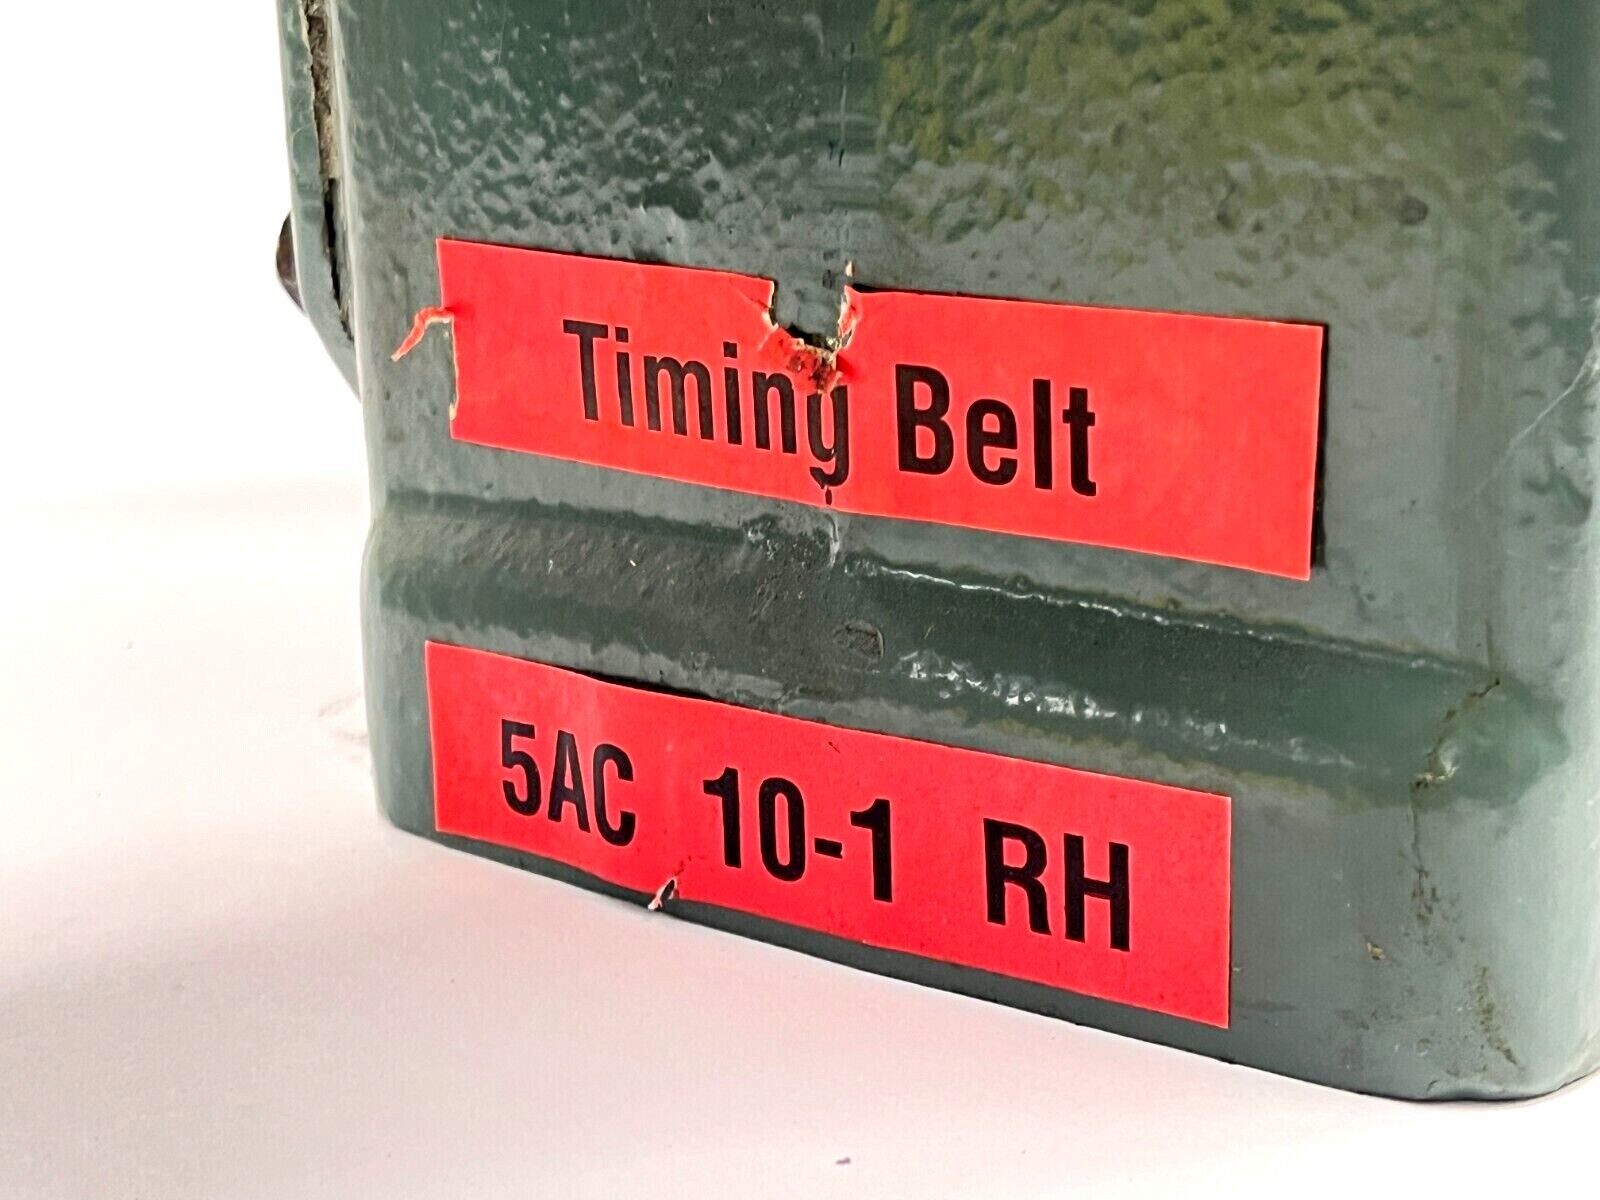 Timing Belt
5AC 10-1 RH